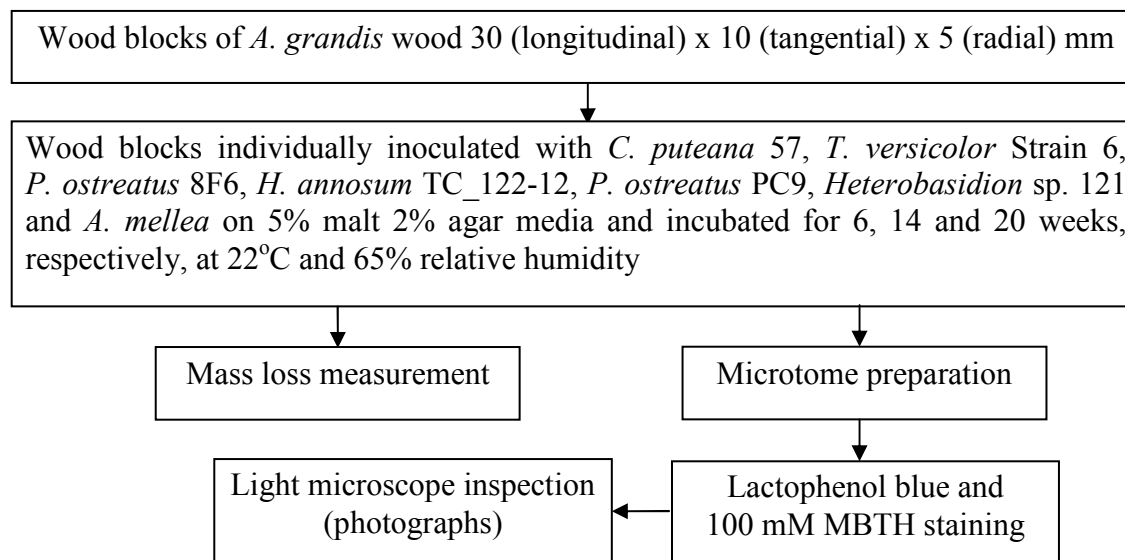 Wood blocks of A. grandis wood 30 (longitudinal) x 10 (tangential) x 5 (radial) mm
Wood blocks individually inoculated with C. puteana 57, T. versicolor Strain 6,
P. ostreatus 8F6, H. annosum TC_122-12, P. ostreatus PC9, Heterobasidion sp. 121
and A. mellea on 5% malt 2% agar media and incubated for 6, 14 and 20 weeks,
respectively, at 22°C and 65% relative humidity
Mass loss measurement
Microtome preparation
Light microscope inspection
(photographs)
Lactophenol blue and
100 mM MBTH staining